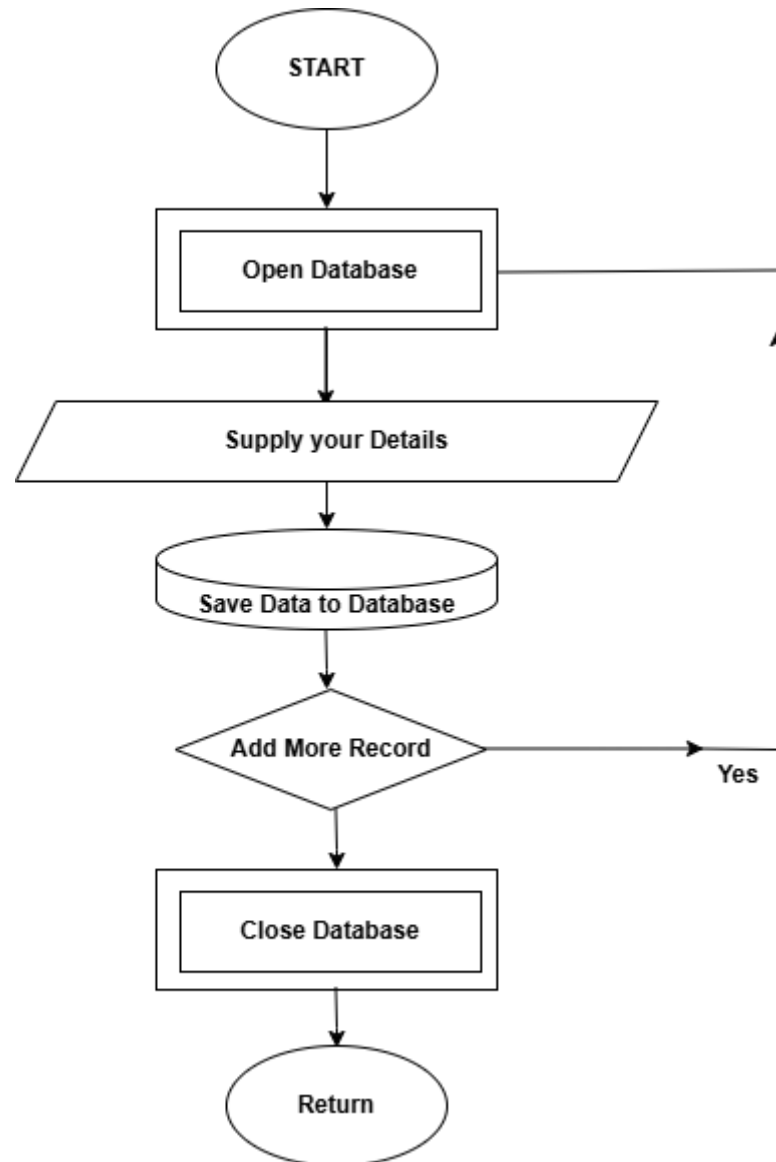 START
Open Database
Supply your Details
Save Data to Database
Add More Record
Yes
Close Database
Return